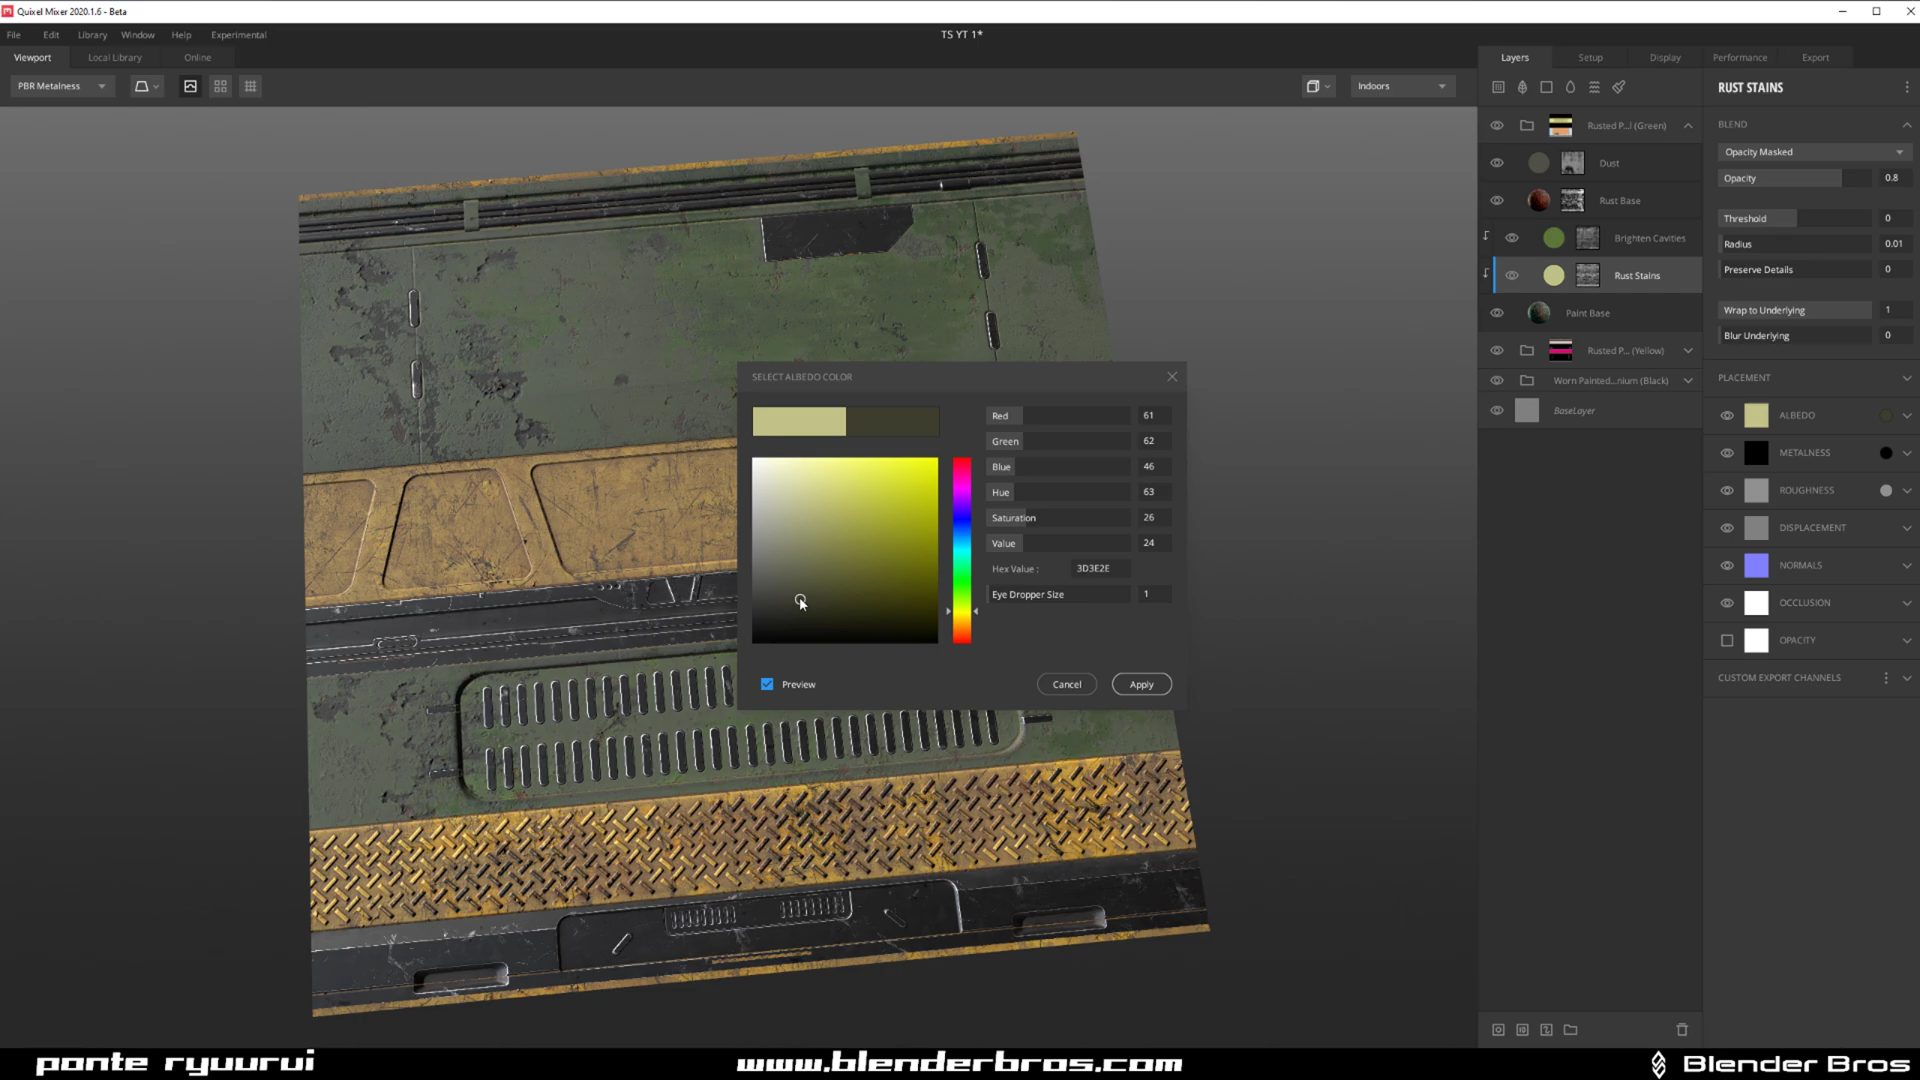 Quixel Mixer 2020.1.6 - Beta
File Edit Library Window Help Experimental
TS YT 1*
Viewport Local Library Online
Layers Setup Display Performance Export
PBR Metalness
Indoors
RUST STAINS
Rusted P...l (Green)
Dust
Rust Base
Brighten Cavities
Rust Stains
Paint Base
Rusted P... (Yellow)
Worn Painted...nium (Black)
BaseLayer
BLEND
Opacity Masked
Opacity 0.8
Threshold 0
Radius 0.01
Preserve Details 0
Wrap to Underlying 1
Blur Underlying 0
PLACEMENT
ALBEDO
METALNESS
ROUGHNESS
DISPLACEMENT
NORMALS
OCCLUSION
OPACITY
CUSTOM EXPORT CHANNELS
SELECT ALBEDO COLOR
Red 61
Green 62
Blue 46
Hue 63
Saturation 26
Value 24
Hex Value : 3D3E2E
Eye Dropper Size 1
Preview
Cancel Apply
ponte ryuurui
www.blenderbros.com
Blender Bros